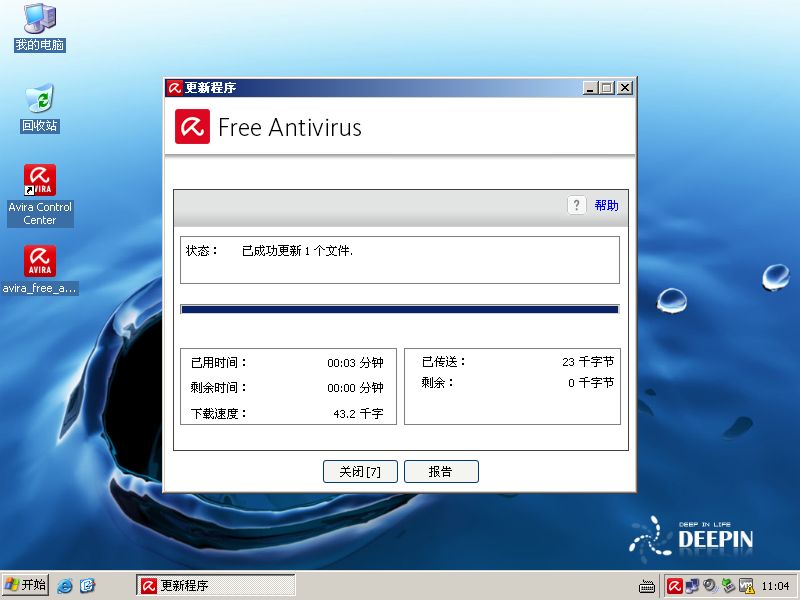 我的电脑
回收站
AVIRA
Avira Control
Center
AVIRA
avira_free_a...
更新程序
Free Antivirus
? 帮助
状态： 已成功更新 1 个文件.
已用时间： 00:03 分钟
剩余时间： 00:00 分钟
下载速度： 43.2 千字
已传送： 23 千字节
剩余： 0 千字节
关闭 [7] 报告
DEEP IN LIFE
DEEPIN
开始 更新程序 11:04